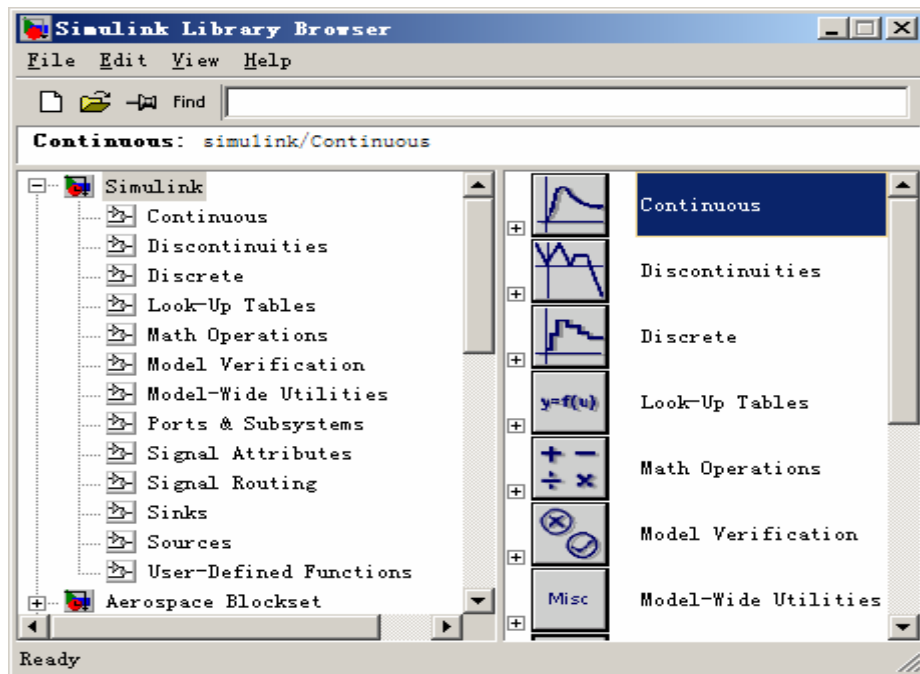 Simulink Library Browser
File Edit View Help
Find
Continuous: simulink/Continuous
Simulink
Continuous
Discontinuities
Discrete
Look-Up Tables
Math Operations
Model Verification
Model-Wide Utilities
Ports & Subsystems
Signal Attributes
Signal Routing
Sinks
Sources
User-Defined Functions
Aerospace Blockset
Continuous
Discontinuities
Discrete
y=f(u) Look-Up Tables
+ − ÷ × Math Operations
Model Verification
Misc Model-Wide Utilities
Ready